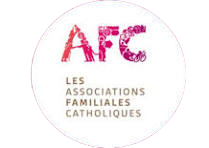 AFC
LES
ASSOCIATIONS
FAMILIALES
CATHOLIQUES